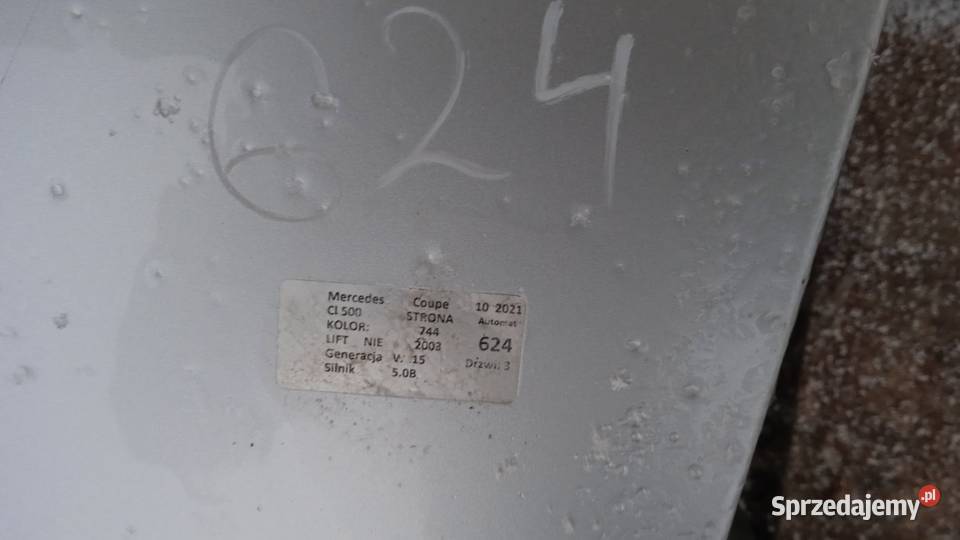 624
Mercedes Coupe 10 2021
Cl 500 STRONA Automat
KOLOR: 744
LIFT NIE 2003 624
Generacja V. 15 Drzwi: 3
Silnik 5.0B
Sprzedajemy.pl